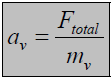 a_v = F_total / m_v